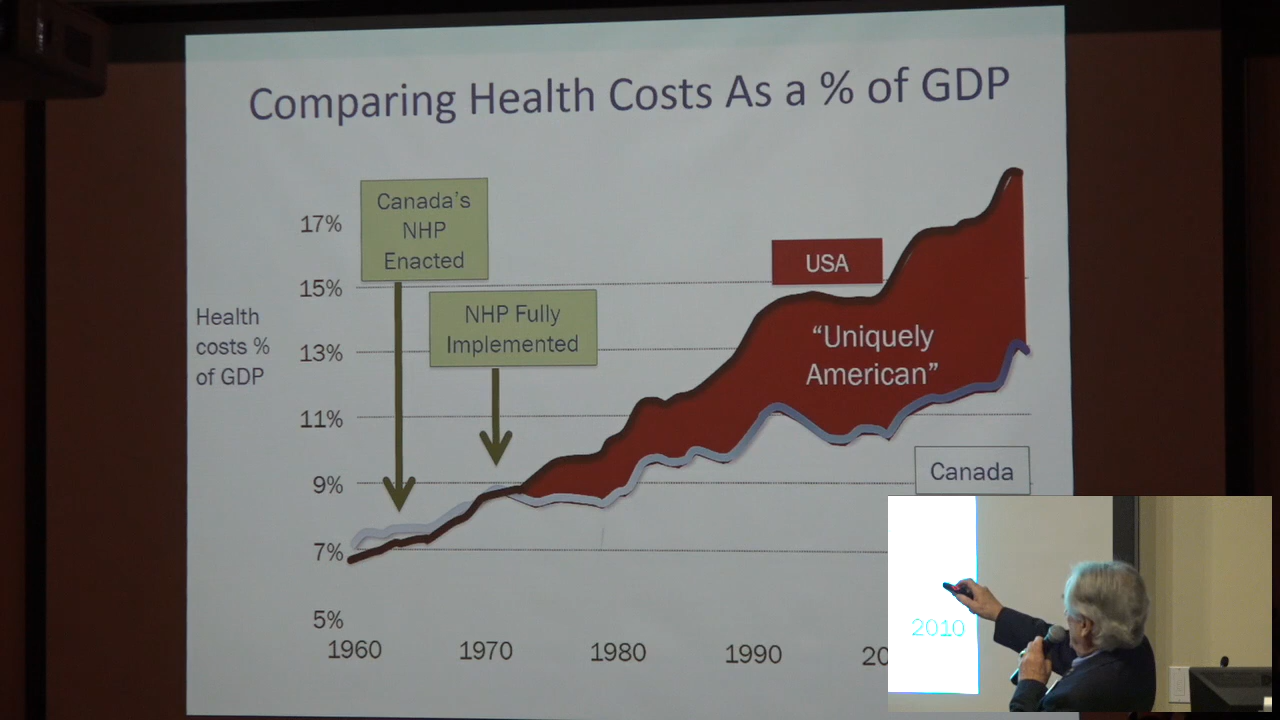 Comparing Health Costs As a % of GDP
Canada's
NHP
Enacted
NHP Fully
Implemented
USA
"Uniquely
American"
Canada
Health
costs %
of GDP
17%
15%
13%
11%
9%
7%
5%
1960
1970
1980
1990
20
2010